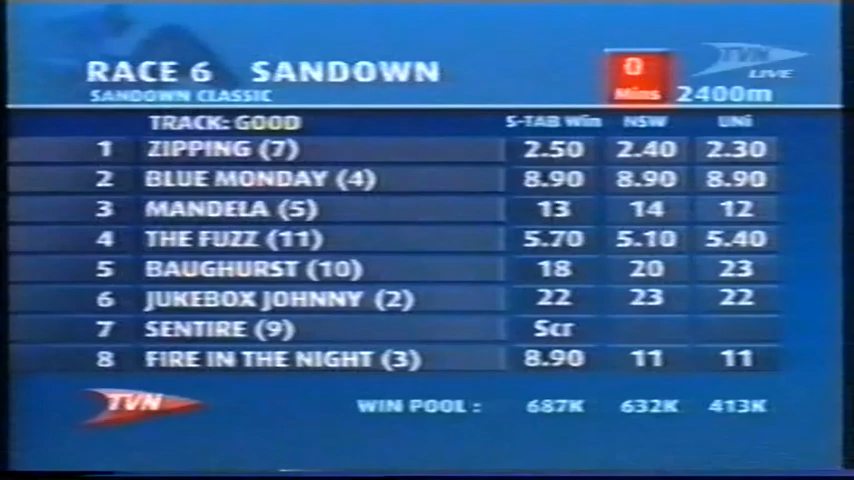 TVN
LIVE
RACE 6 SANDOWN 0
SANDOWN CLASSIC Mins 2400m
TRACK: GOOD S-TAB Win NSW UNi
1 ZIPPING (7) 2.50 2.40 2.30
2 BLUE MONDAY (4) 8.90 8.90 8.90
3 MANDELA (5) 13 14 12
4 THE FUZZ (11) 5.70 5.10 5.40
5 BAUGHURST (10) 18 20 23
6 JUKEBOX JOHNNY (2) 22 23 22
7 SENTIRE (9) Scr
8 FIRE IN THE NIGHT (3) 8.90 11 11
TVN WIN POOL : 687K 632K 413K